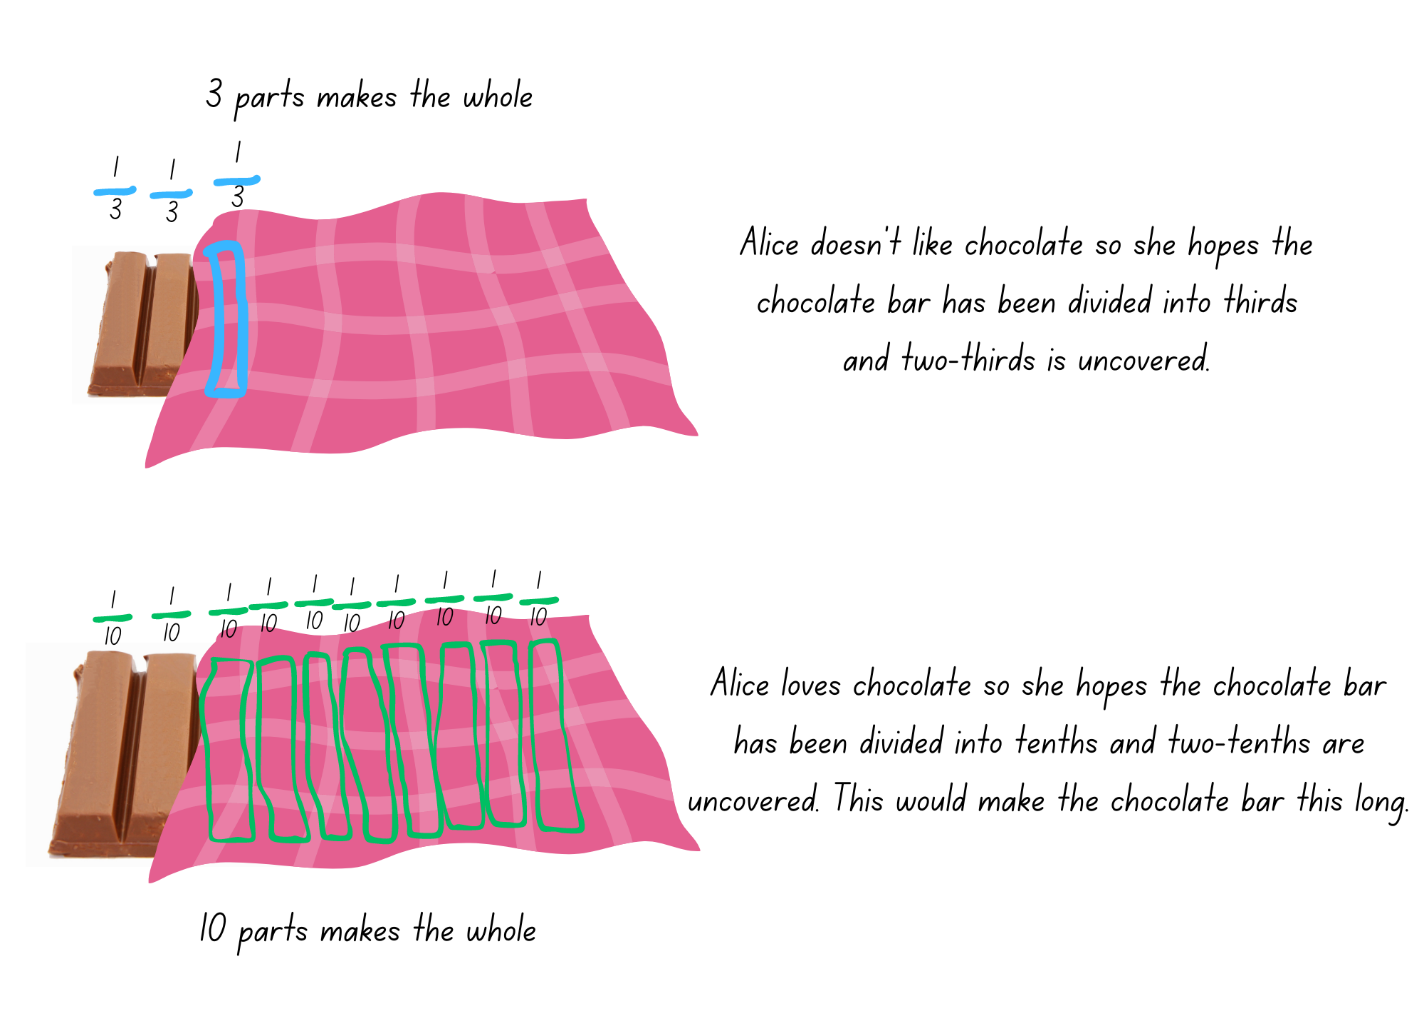 3 parts makes the whole
1 1 1
3 3 3
Alice doesn't like chocolate so she hopes the
chocolate bar has been divided into thirds
and two-thirds is uncovered.
1 1 1 1 1 1 1 1 1 1
10 10 10 10 10 10 10 10 10 10
Alice loves chocolate so she hopes the chocolate bar
has been divided into tenths and two-tenths are
uncovered. This would make the chocolate bar this long.
10 parts makes the whole